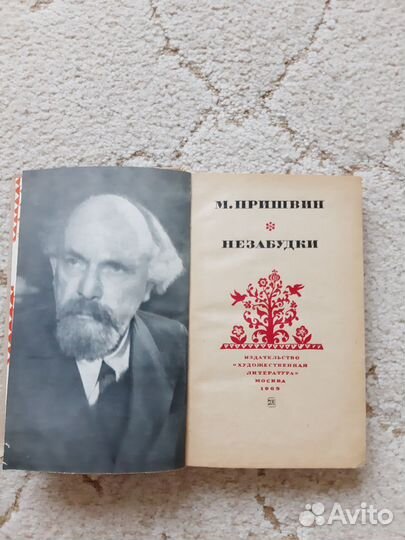 М. ПРИШВИН
НЕЗАБУДКИ
ИЗДАТЕЛЬСТВО
«ХУДОЖЕСТВЕННАЯ
ЛИТЕРАТУРА»
МОСКВА
1969
Avito